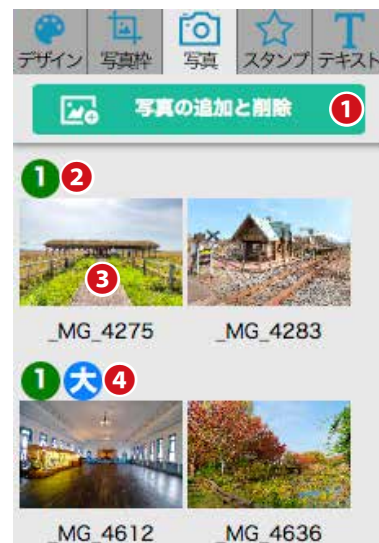 デザイン 写真枠 写真 スタンプ テキスト
写真の追加と削除 1
1 2
3
_MG_4275 _MG_4283
1 大 4
_MG_4612 _MG_4636